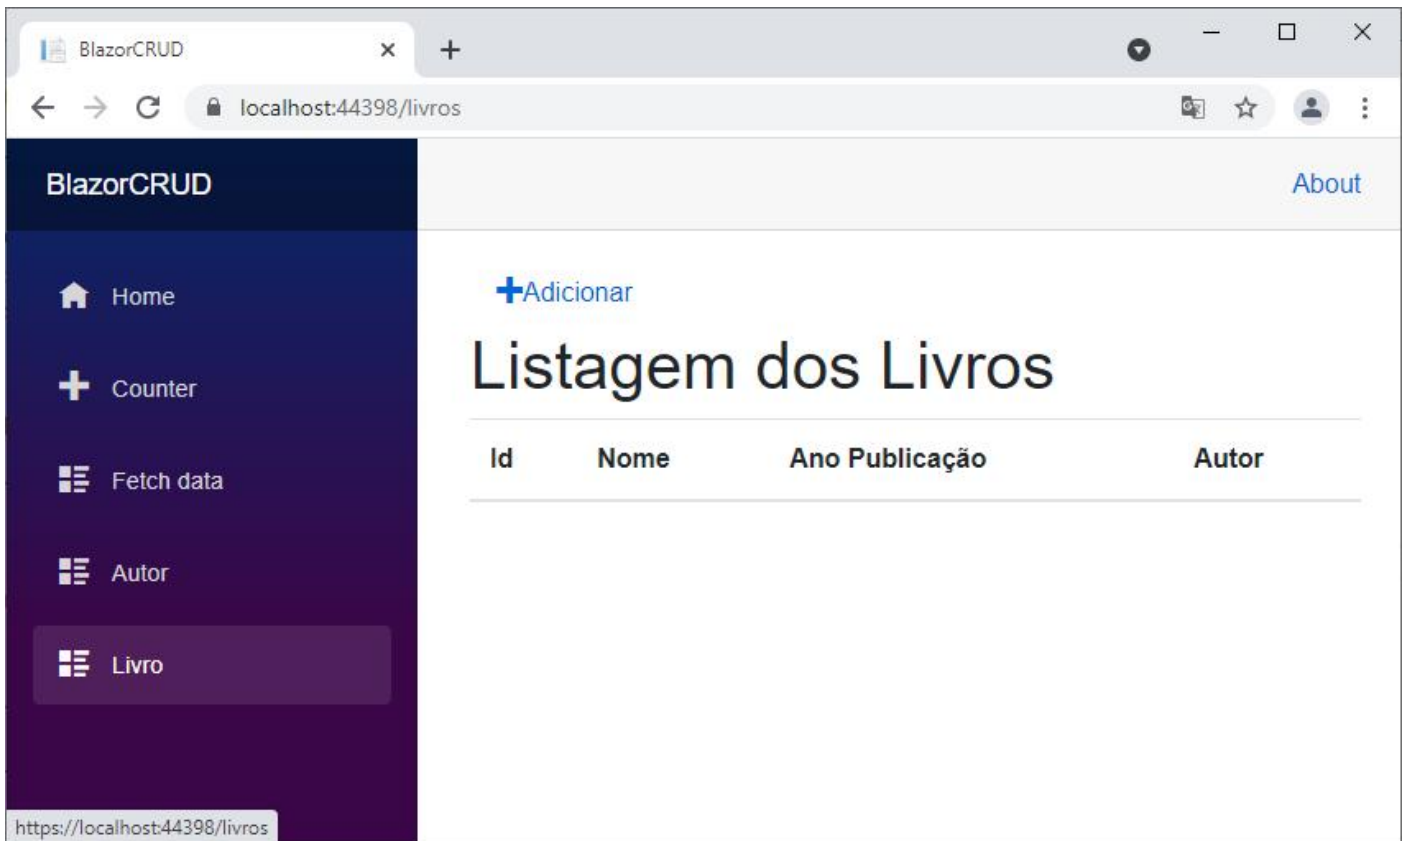 BlazorCRUD
localhost:44398/livros
BlazorCRUD
About
Home
Counter
Fetch data
Autor
Livro
Adicionar
Listagem dos Livros
Id Nome Ano Publicação Autor
https://localhost:44398/livros